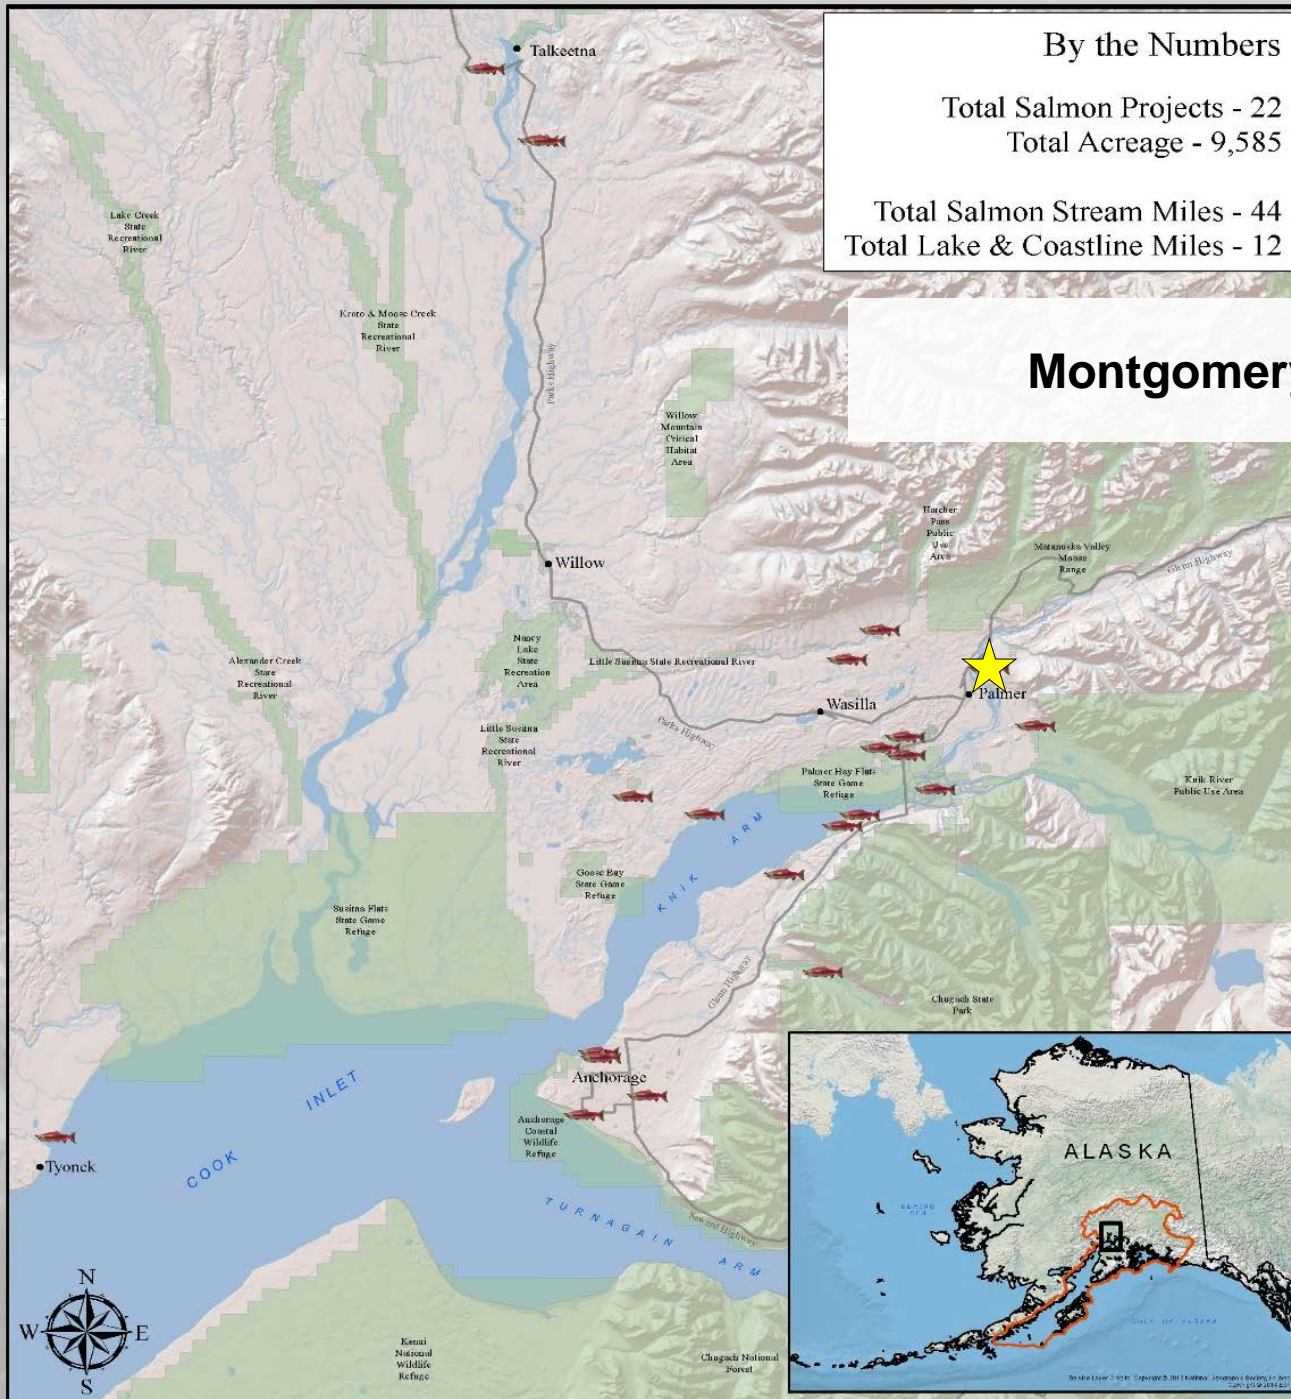 By the Numbers
Total Salmon Projects - 22
Total Acreage - 9,585
Total Salmon Stream Miles - 44
Total Lake & Coastline Miles - 12
Montgomery
Talkeetna
Lake Creek
State
Recreational
River
Kroto & Moose Creek
State
Recreational
River
Parks Highway
Willow
Mountain
Critical
Habitat
Area
Hatcher
Pass
Public
Use
Area
Matanuska Valley
Moose
Range
Glenn Highway
Willow
Nancy
Lake
State
Recreation
Area
Little Susitna State Recreational River
Alexander Creek
State
Recreational
River
Palmer
Wasilla
Parks Highway
Little Susitna
State
Recreational
River
Palmer Hay Flats
State Game
Refuge
Knik River
Public Use Area
KNIK ARM
Goose Bay
State Game
Refuge
Susitna Flats
State Game
Refuge
Glenn Highway
Chugach State
Park
Anchorage
Anchorage
Coastal
Wildlife
Refuge
COOK INLET
Tyonek
TURNAGAIN ARM
Seward Highway
Kenai
National
Wildlife
Refuge
Chugach National
Forest
N
W
E
S
ALASKA
BERING
SEA
GULF OF ALASKA